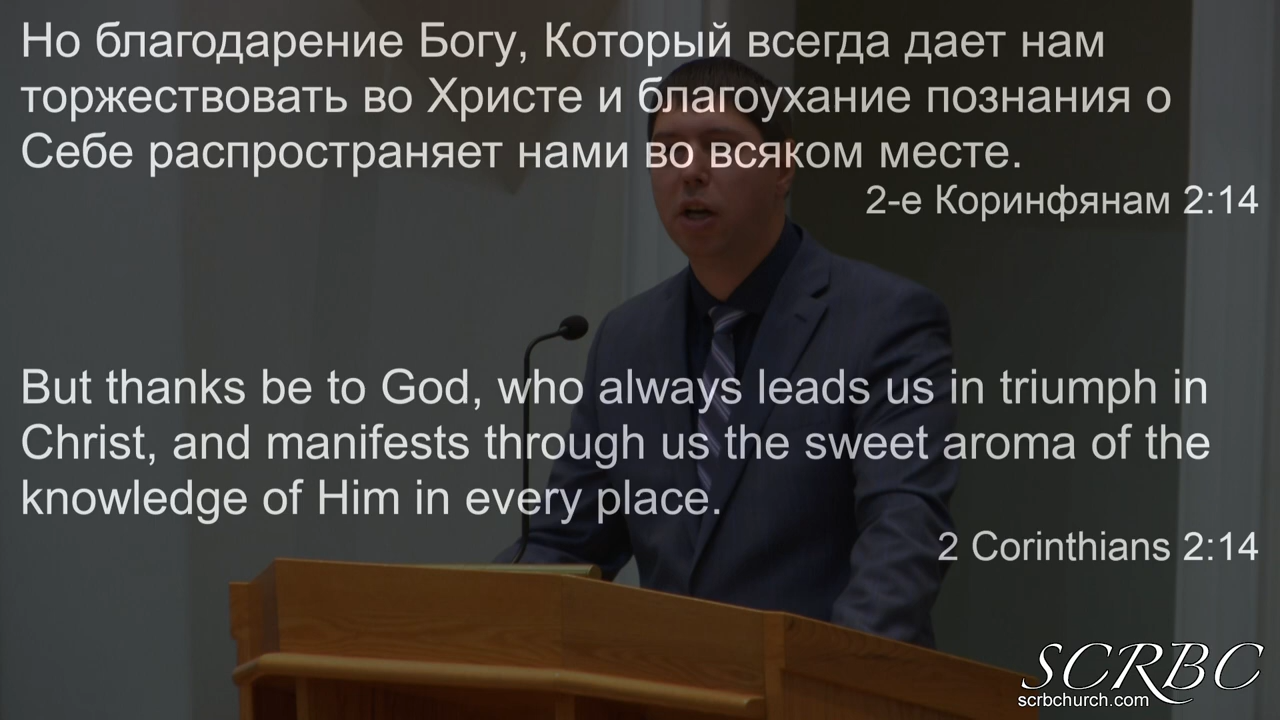 Но благодарение Богу, Который всегда дает нам
торжествовать во Христе и благоухание познания о
Себе распространяет нами во всяком месте.
2-е Коринфянам 2:14
But thanks be to God, who always leads us in triumph in
Christ, and manifests through us the sweet aroma of the
knowledge of Him in every place.
2 Corinthians 2:14
SCRBC
scrbchurch.com